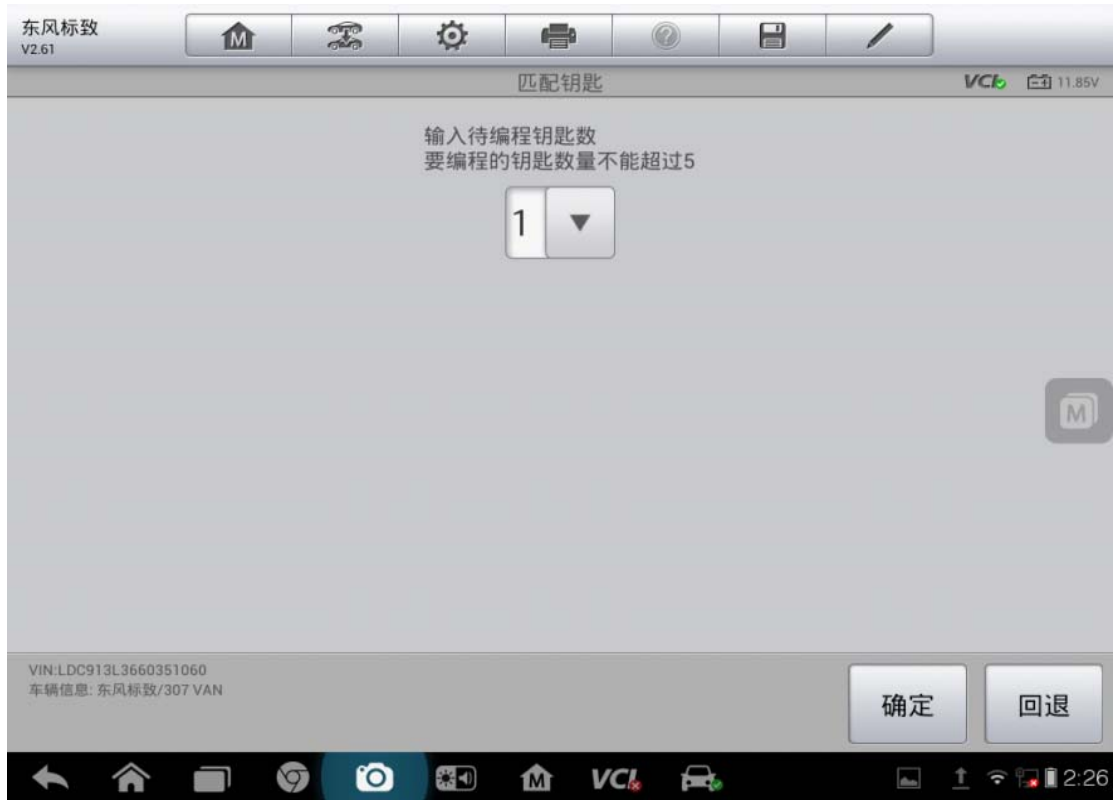 东风标致
V2.61
M
匹配钥匙
VCI
11.85V
输入待编程钥匙数
要编程的钥匙数量不能超过5
1
M
VIN:LDC913L3660351060
车辆信息: 东风标致/307 VAN
确定
回退
M
VCI
2:26